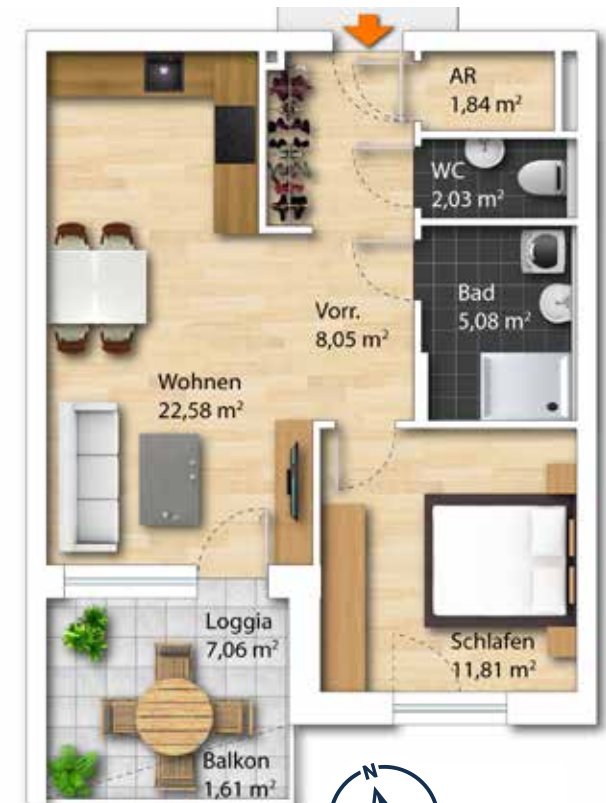 AR
1,84 m²
WC
2,03 m²
Bad
5,08 m²
Vorr.
8,05 m²
Wohnen
22,58 m²
Loggia
7,06 m²
Schlafen
11,81 m²
Balkon
1,61 m²
N